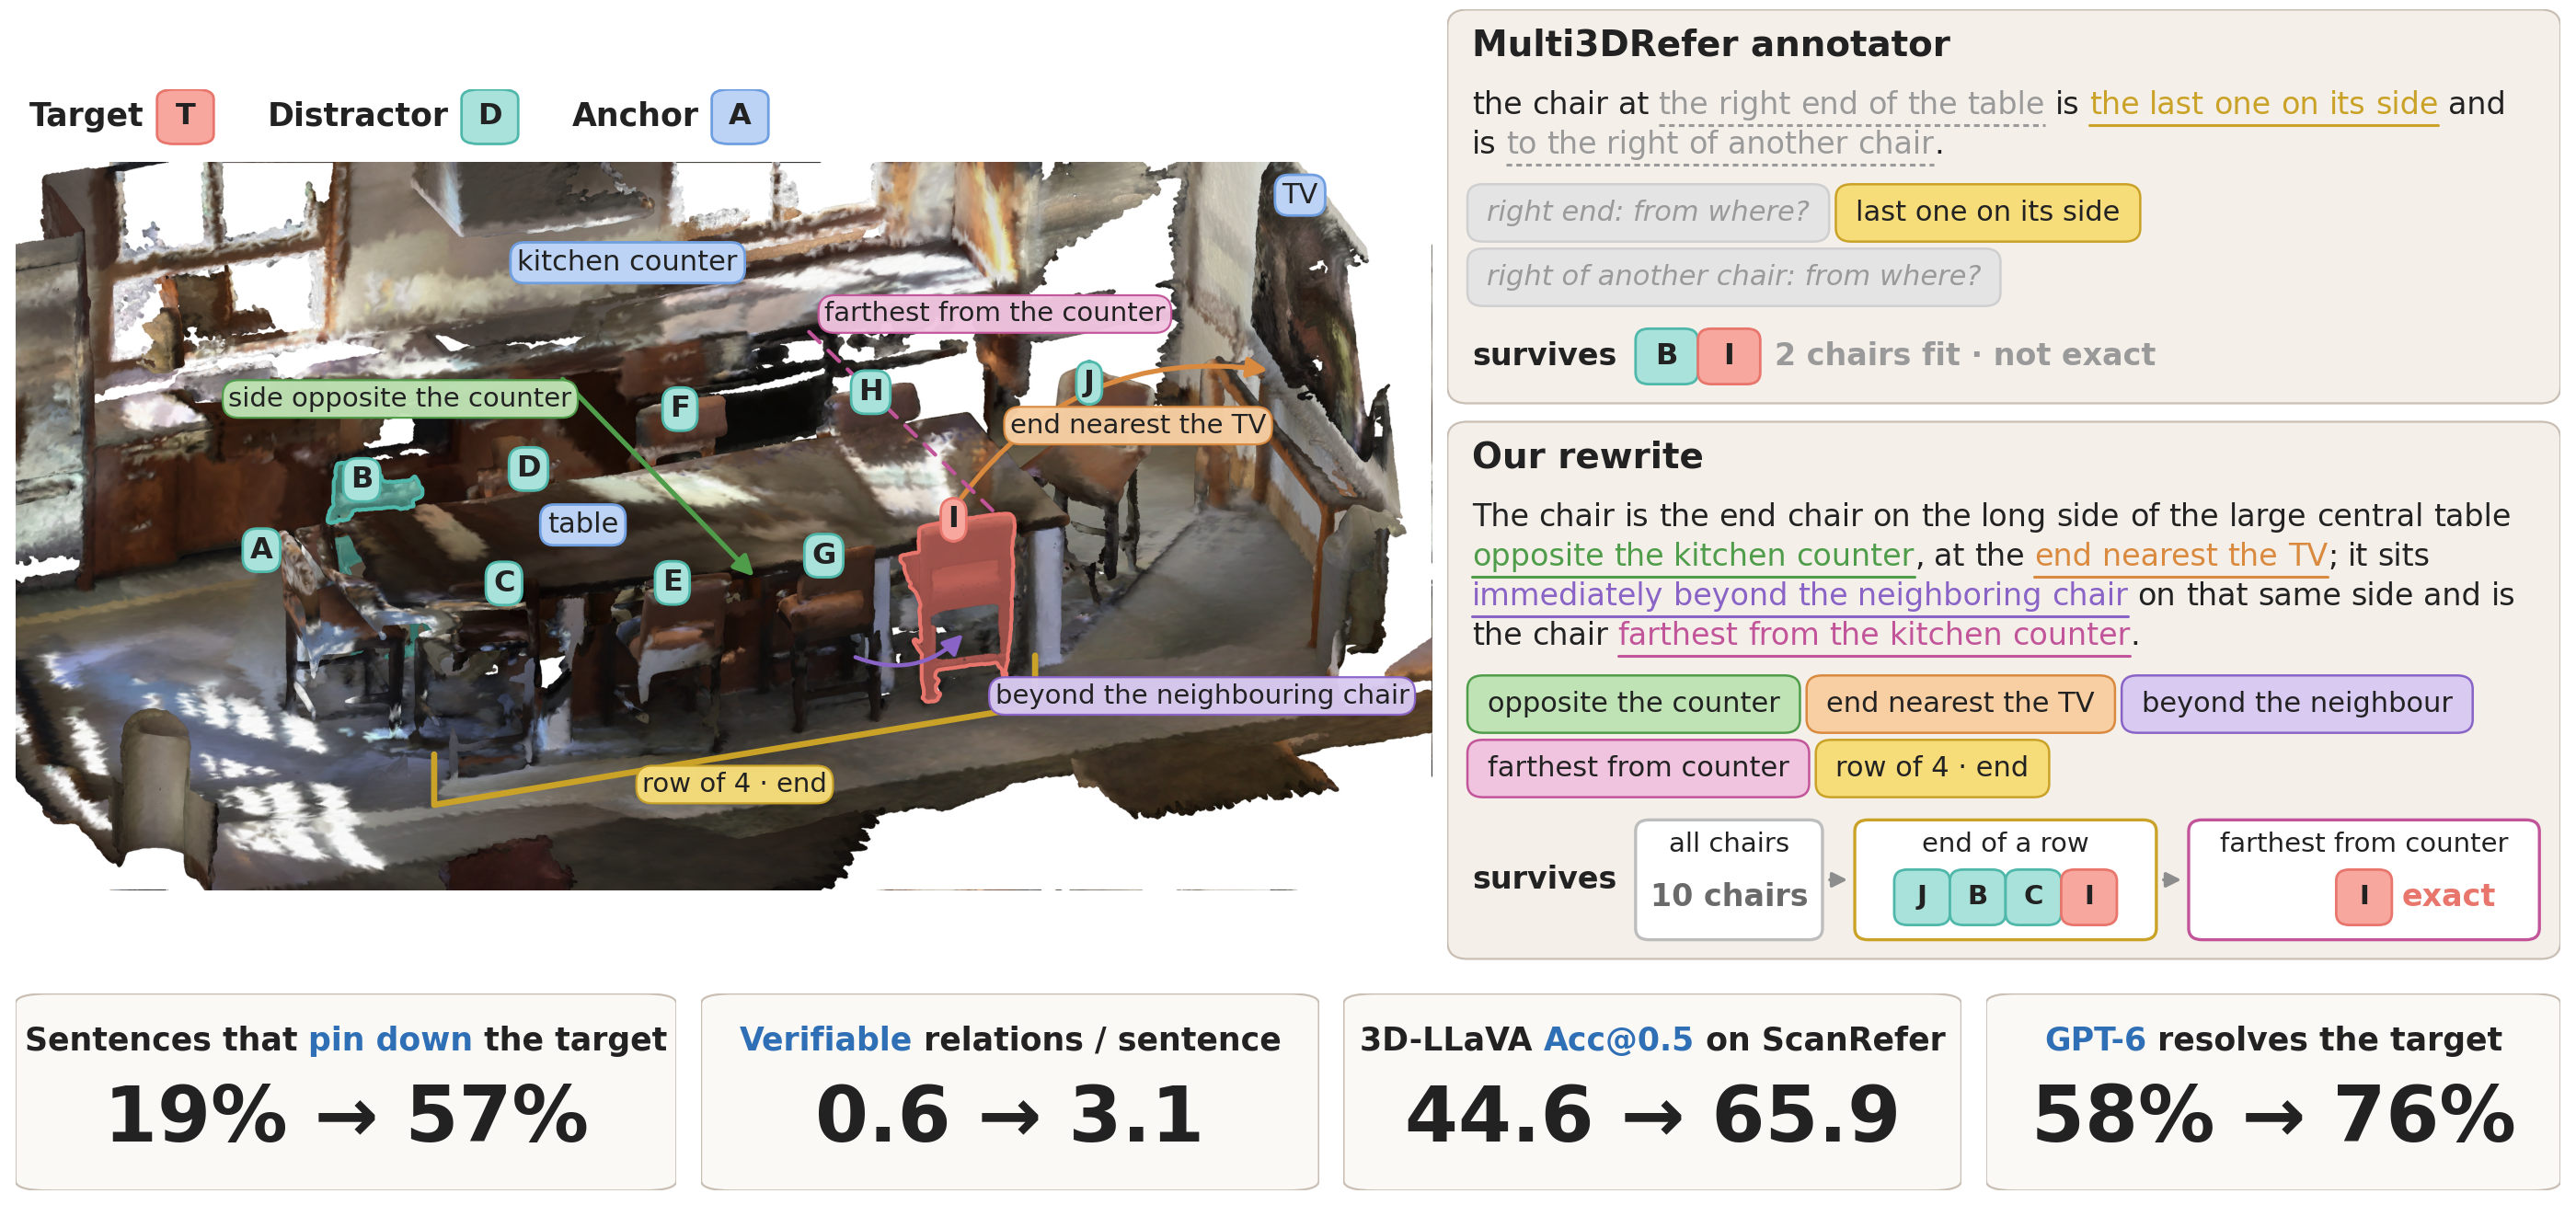 Target T Distractor D Anchor A
TV
kitchen counter
farthest from the counter
side opposite the counter
F
H
J
end nearest the TV
B
D
I
table
A
C
E
G
beyond the neighbouring chair
row of 4 · end
Multi3DRefer annotator
the chair at the right end of the table is the last one on its side and
is to the right of another chair.
right end: from where? last one on its side
right of another chair: from where?
survives B I 2 chairs fit · not exact
Our rewrite
The chair is the end chair on the long side of the large central table
opposite the kitchen counter, at the end nearest the TV; it sits
immediately beyond the neighboring chair on that same side and is
the chair farthest from the kitchen counter.
opposite the counter end nearest the TV beyond the neighbour
farthest from counter row of 4 · end
survives
all chairs
10 chairs
end of a row
J B C I
farthest from counter
I exact
Sentences that pin down the target
19% → 57%
Verifiable relations / sentence
0.6 → 3.1
3D-LLaVA Acc@0.5 on ScanRefer
44.6 → 65.9
GPT-6 resolves the target
58% → 76%